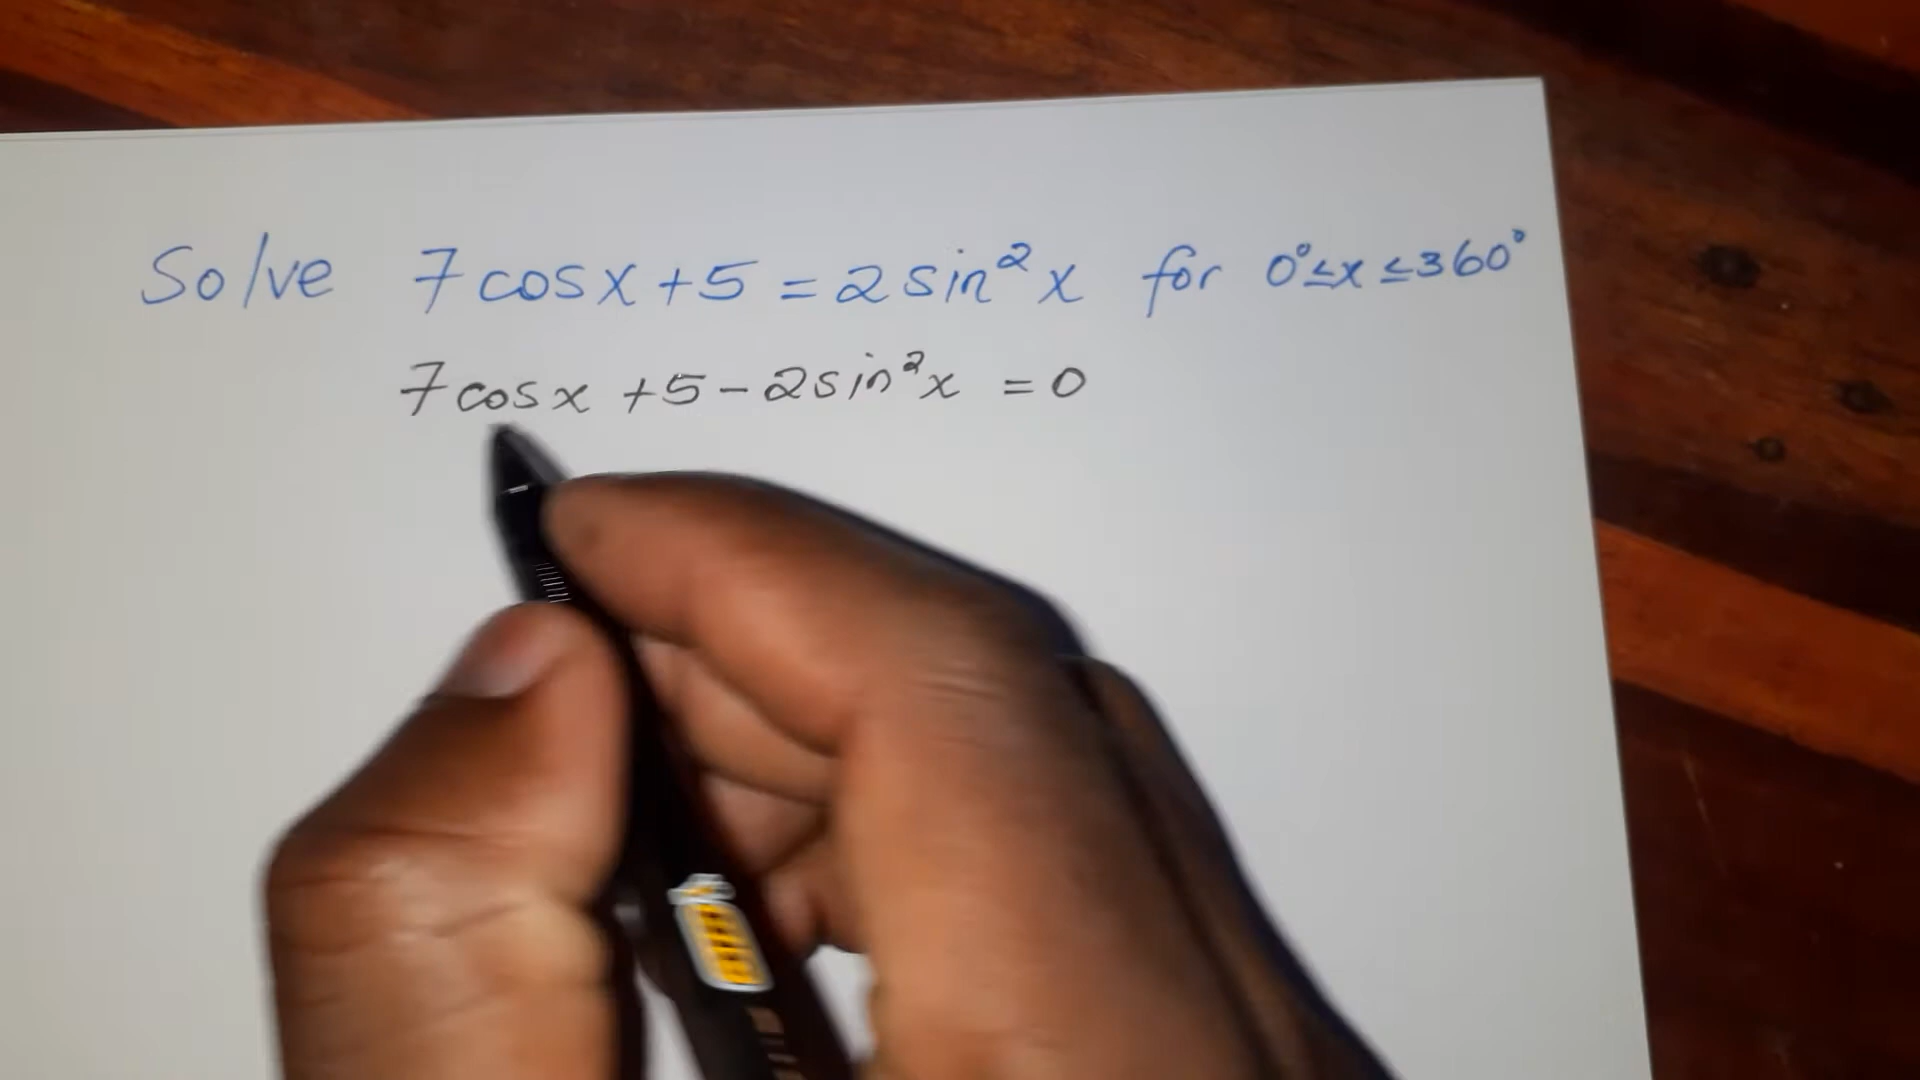 Solve 7cosx+5=2sin²x for 0°≤x≤360°
7cosx +5-2sin²x =0